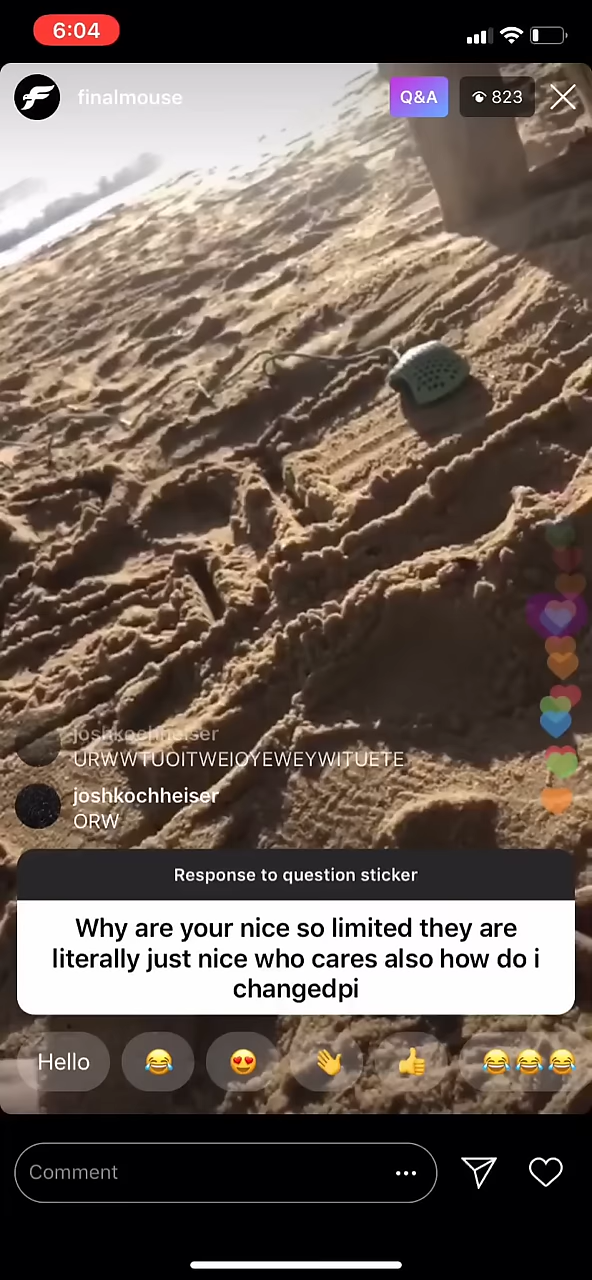 6:04
finalmouse
Q&A
823
joshkochheiser
URWWTUOITWEIOYEWEYWITUETE
joshkochheiser
ÖRW
Response to question sticker
Why are your nice so limited they are
literally just nice who cares also how do i
changedpi
Hello
Comment